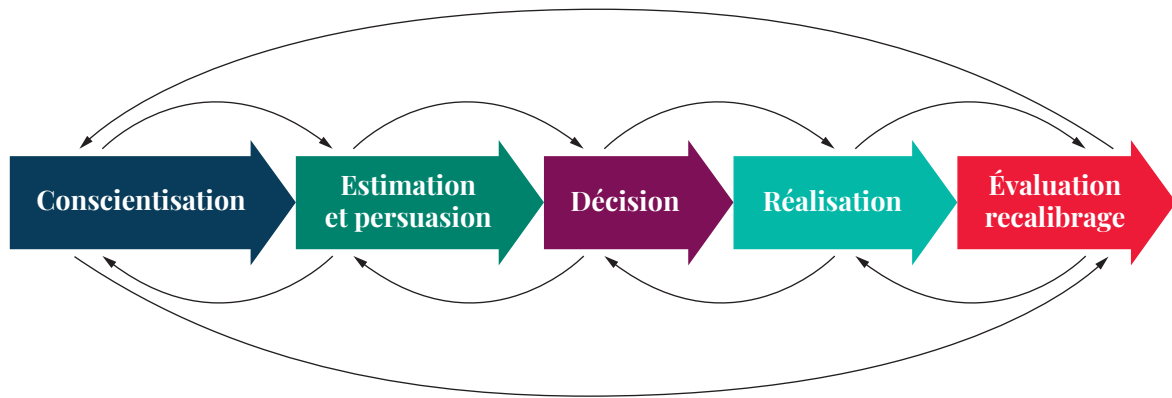 Conscientisation
Estimation
et persuasion
Décision
Réalisation
Évaluation
recalibrage